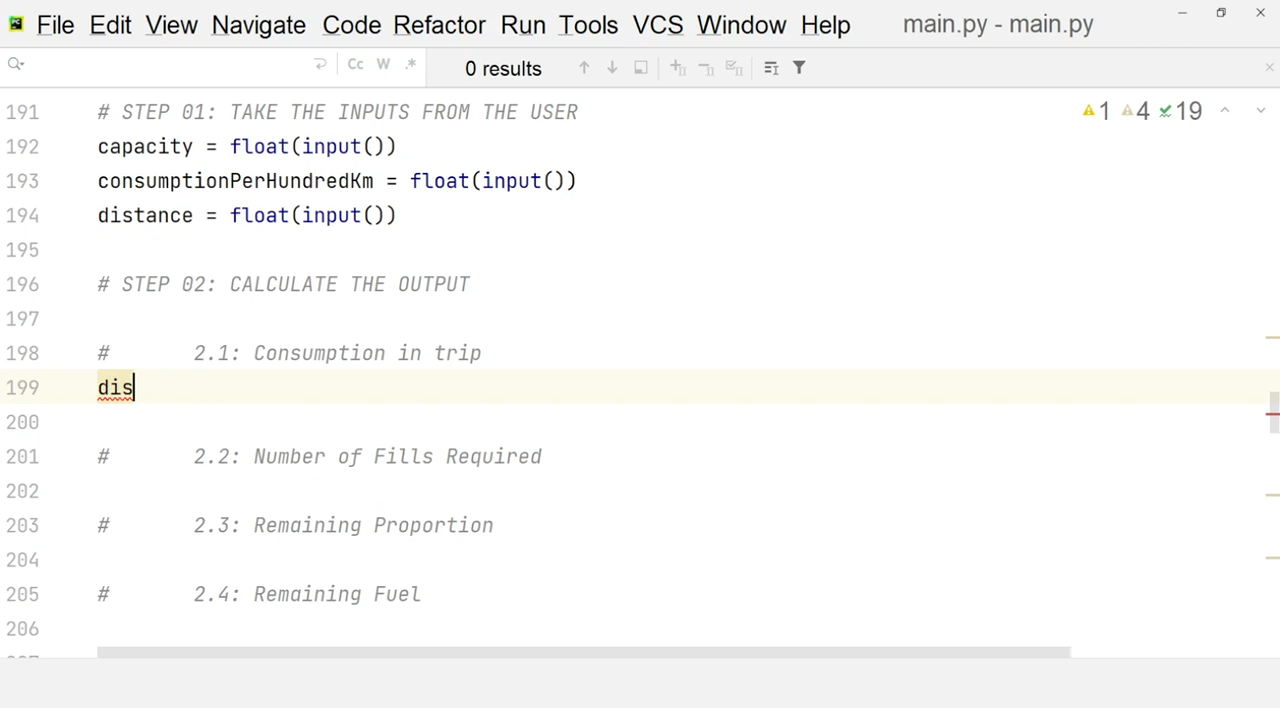 File Edit View Navigate Code Refactor Run Tools VCS Window Help main.py - main.py
Cc W .* 0 results
191 # STEP 01: TAKE THE INPUTS FROM THE USER
1 4 19
192 capacity = float(input())
193 consumptionPerHundredKm = float(input())
194 distance = float(input())
195
196 # STEP 02: CALCULATE THE OUTPUT
197
198 # 2.1: Consumption in trip
199 dis
200
201 # 2.2: Number of Fills Required
202
203 # 2.3: Remaining Proportion
204
205 # 2.4: Remaining Fuel
206